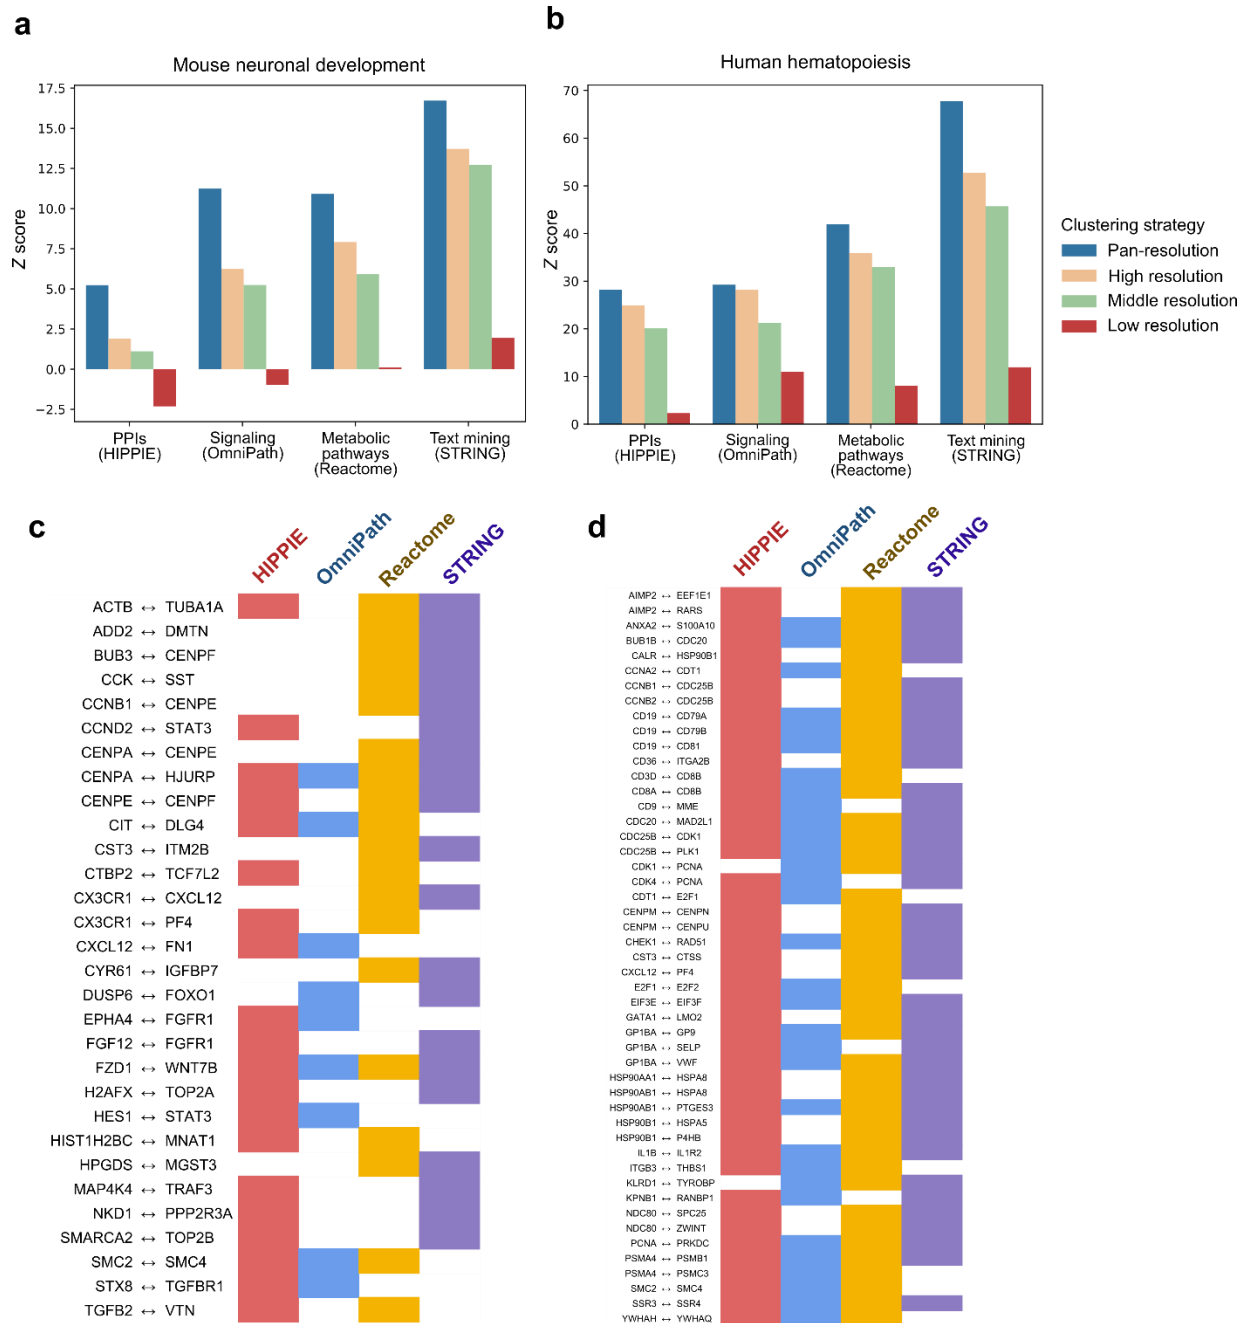 a
Mouse neuronal development
17.5
15.0
12.5
10.0
7.5
5.0
2.5
0.0
−2.5
Z score
PPIs
(HIPPIE)
Signaling
(OmniPath)
Metabolic
pathways
(Reactome)
Text mining
(STRING)
b
Human hematopoiesis
70
60
50
40
30
20
10
0
Z score
PPIs
(HIPPIE)
Signaling
(OmniPath)
Metabolic
pathways
(Reactome)
Text mining
(STRING)
Clustering strategy
Pan-resolution
High resolution
Middle resolution
Low resolution
c
HIPPIE
OmniPath
Reactome
STRING
ACTB ↔ TUBA1A
ADD2 ↔ DMTN
BUB3 ↔ CENPF
CCK ↔ SST
CCNB1 ↔ CENPE
CCND2 ↔ STAT3
CENPA ↔ CENPE
CENPA ↔ HJURP
CENPE ↔ CENPF
CIT ↔ DLG4
CST3 ↔ ITM2B
CTBP2 ↔ TCF7L2
CX3CR1 ↔ CXCL12
CX3CR1 ↔ PF4
CXCL12 ↔ FN1
CYR61 ↔ IGFBP7
DUSP6 ↔ FOXO1
EPHA4 ↔ FGFR1
FGF12 ↔ FGFR1
FZD1 ↔ WNT7B
H2AFX ↔ TOP2A
HES1 ↔ STAT3
HIST1H2BC ↔ MNAT1
HPGDS ↔ MGST3
MAP4K4 ↔ TRAF3
NKD1 ↔ PPP2R3A
SMARCA2 ↔ TOP2B
SMC2 ↔ SMC4
STX8 ↔ TGFBR1
TGFB2 ↔ VTN
d
HIPPIE
OmniPath
Reactome
STRING
AIMP2 ↔ EEF1E1
AIMP2 ↔ RARS
ANXA2 ↔ S100A10
BUB1B ↔ CDC20
CALR ↔ HSP90B1
CCNA2 ↔ CDT1
CCNB1 ↔ CDC25B
CCNB2 ↔ CDC25B
CD19 ↔ CD79A
CD19 ↔ CD79B
CD19 ↔ CD81
CD36 ↔ ITGA2B
CD3D ↔ CD8B
CD8A ↔ CD8B
CD9 ↔ MME
CDC20 ↔ MAD2L1
CDC25B ↔ CDK1
CDC25B ↔ PLK1
CDK1 ↔ PCNA
CDK4 ↔ PCNA
CDT1 ↔ E2F1
CENPM ↔ CENPN
CENPM ↔ CENPU
CHEK1 ↔ RAD51
CST3 ↔ CTSS
CXCL12 ↔ PF4
E2F1 ↔ E2F2
EIF3E ↔ EIF3F
GATA1 ↔ LMO2
GP1BA ↔ GP9
GP1BA ↔ SELP
GP1BA ↔ VWF
HSP90AA1 ↔ HSPA8
HSP90AB1 ↔ HSPA8
HSP90AB1 ↔ PTGES3
HSP90B1 ↔ HSPA5
HSP90B1 ↔ P4HB
IL1B ↔ IL1R2
ITGB3 ↔ THBS1
KLRD1 ↔ TYROBP
KPNB1 ↔ RANBP1
NDC80 ↔ SPC25
NDC80 ↔ ZWINT
PCNA ↔ PRKDC
PSMA4 ↔ PSMB1
PSMA4 ↔ PSMC3
SMC2 ↔ SMC4
SSR3 ↔ SSR4
YWHAH ↔ YWHAQ